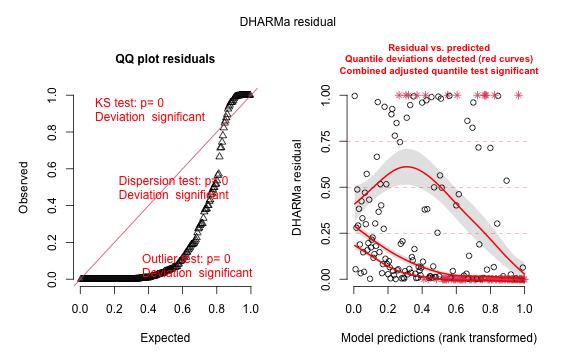 DHARMa residual
QQ plot residuals
KS test: p= 0
Deviation significant
Dispersion test: p= 0
Deviation significant
Outlier test: p= 0
Deviation significant
Observed
0.0 0.2 0.4 0.6 0.8 1.0
0.0 0.2 0.4 0.6 0.8 1.0
Expected
Residual vs. predicted
Quantile deviations detected (red curves)
Combined adjusted quantile test significant
DHARMa residual
0.00 0.25 0.50 0.75 1.00
0.0 0.2 0.4 0.6 0.8 1.0
Model predictions (rank transformed)